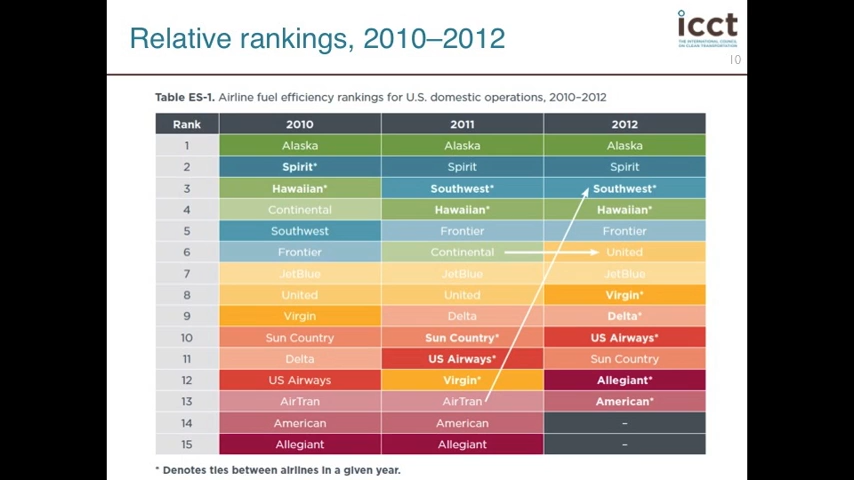 Relative rankings, 2010–2012
icct
THE INTERNATIONAL COUNCIL
ON CLEAN TRANSPORTATION
10
Table ES-1. Airline fuel efficiency rankings for U.S. domestic operations, 2010–2012
Rank 2010 2011 2012
1 Alaska Alaska Alaska
2 Spirit* Spirit Spirit
3 Hawaiian* Southwest* Southwest*
4 Continental Hawaiian* Hawaiian*
5 Southwest Frontier Frontier
6 Frontier Continental United
7 JetBlue JetBlue JetBlue
8 United United Virgin*
9 Virgin Delta Delta*
10 Sun Country Sun Country* US Airways*
11 Delta US Airways* Sun Country
12 US Airways Virgin* Allegiant*
13 AirTran AirTran American*
14 American American –
15 Allegiant Allegiant –
* Denotes ties between airlines in a given year.